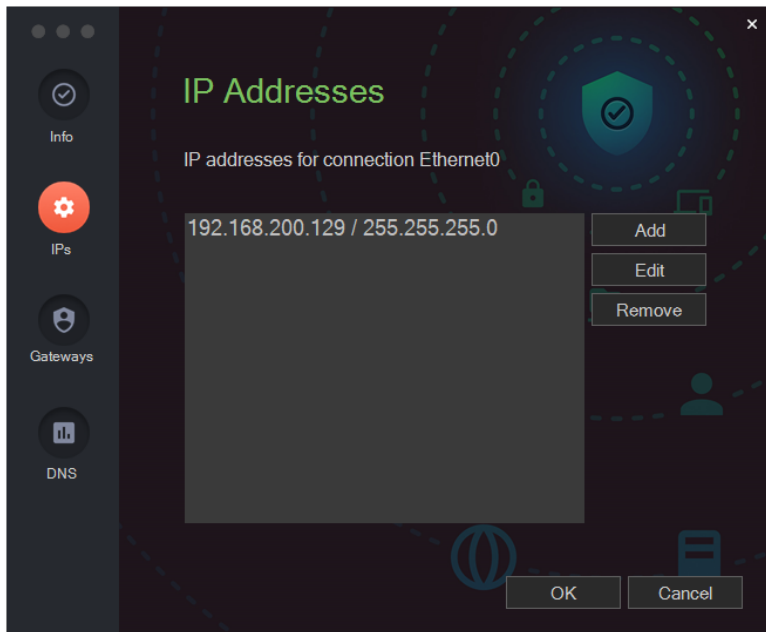 IP Addresses
IP addresses for connection Ethernet0
Info
IPs
Gateways
DNS
192.168.200.129 / 255.255.255.0
Add
Edit
Remove
OK
Cancel